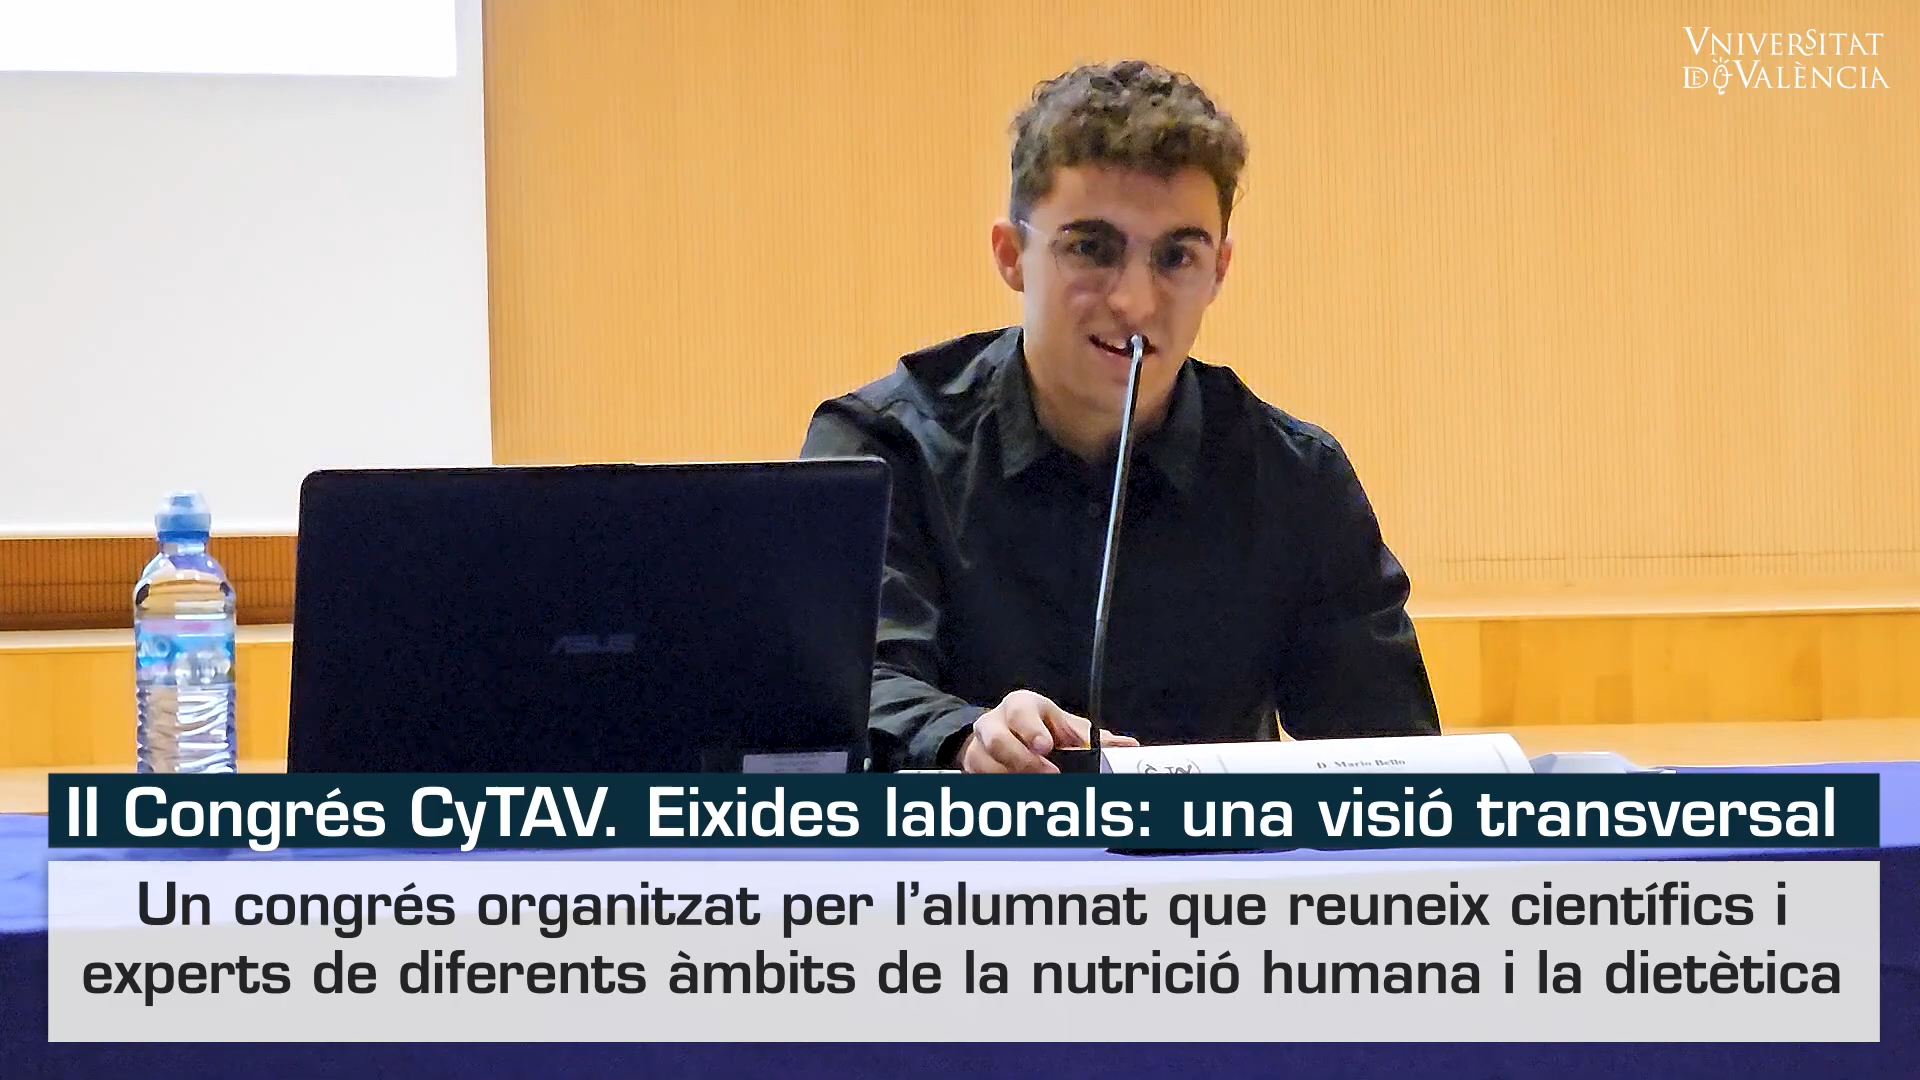 VNIVERSITAT
DE VALÈNCIA
ASUS
D. Mario Bello
II Congrés CyTAV. Eixides laborals: una visió transversal
Un congrés organitzat per l’alumnat que reuneix científics i
experts de diferents àmbits de la nutrició humana i la dietètica